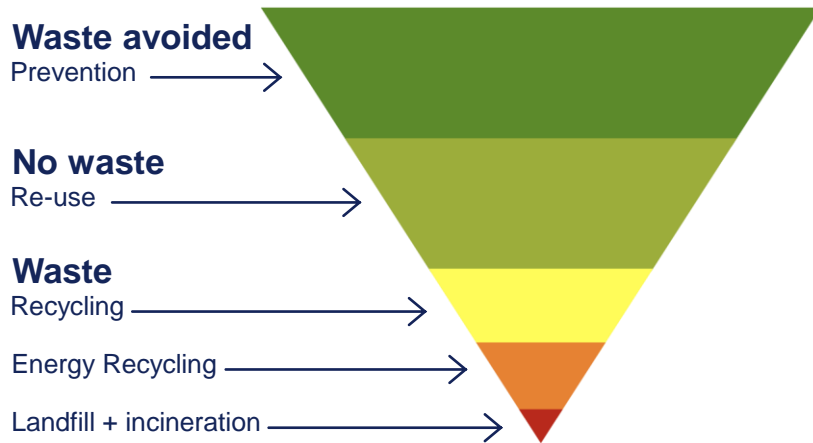 Waste avoided
Prevention
No waste
Re-use
Waste
Recycling
Energy Recycling
Landfill + incineration